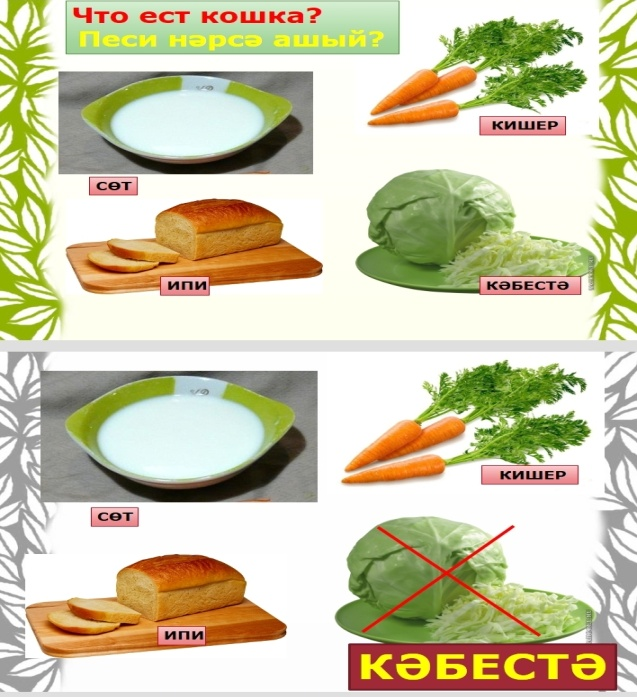 Что ест кошка?
Песи нәрсә ашый?
КИШЕР
СӨТ
ИПИ
КӘБЕСТӘ
КИШЕР
СӨТ
ИПИ
КӘБЕСТӘ